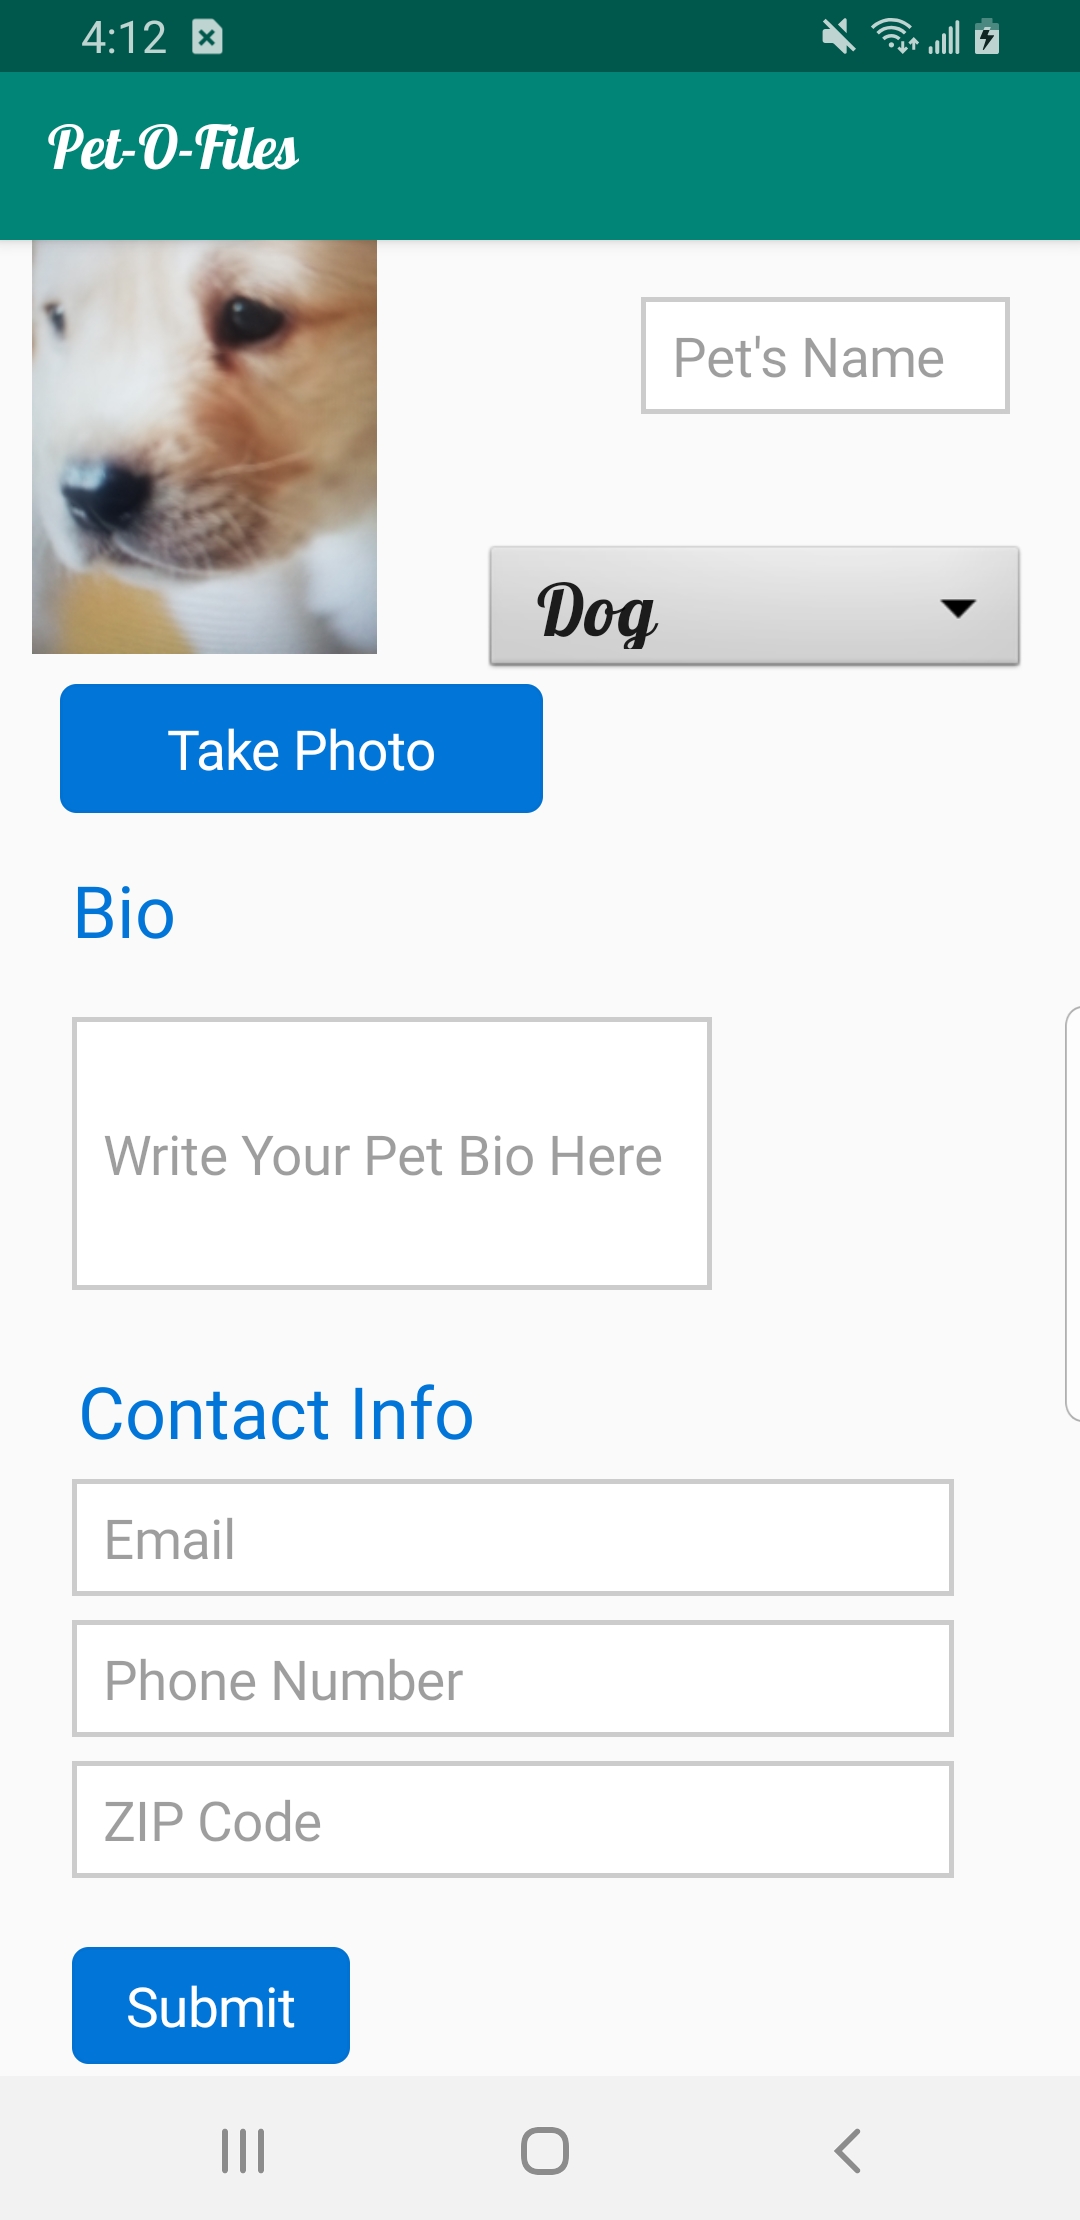 4:12
Pet-O-Files
Pet's Name
Dog
Take Photo
Bio
Write Your Pet Bio Here
Contact Info
Email
Phone Number
ZIP Code
Submit